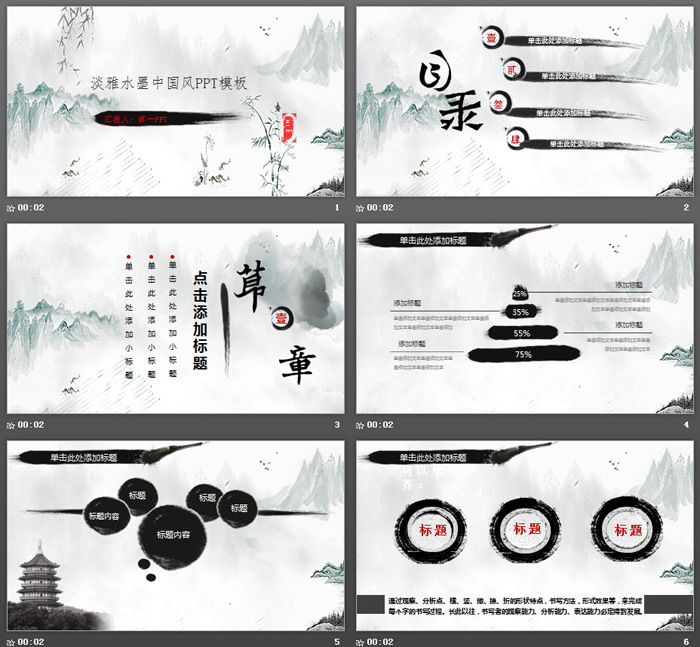 淡雅水墨中国风PPT模板
汇报人：第一PPT
00:02
1
目录
壹
单击此处添加标题
贰
单击此处添加标题
叁
单击此处添加标题
肆
单击此处添加标题
00:02
2
第
壹
章
点击添加标题
单击此处添加小标题
单击此处添加小标题
单击此处添加小标题
00:02
3
单击此处添加标题
25%
添加标题
添加标题
35%
添加标题
55%
添加标题
75%
00:02
4
单击此处添加标题
标题
标题
标题内容
标题
标题内容
00:02
5
单击此处添加标题
标题
标题
标题
通过观察、分析点、横、竖、撇、捺、折的形状特点，书写方法，形式效果等，来完成
每个字的书写过程。长此以往，书写者的观察能力、分析能力、表达能力必定得到发展。
00:02
6